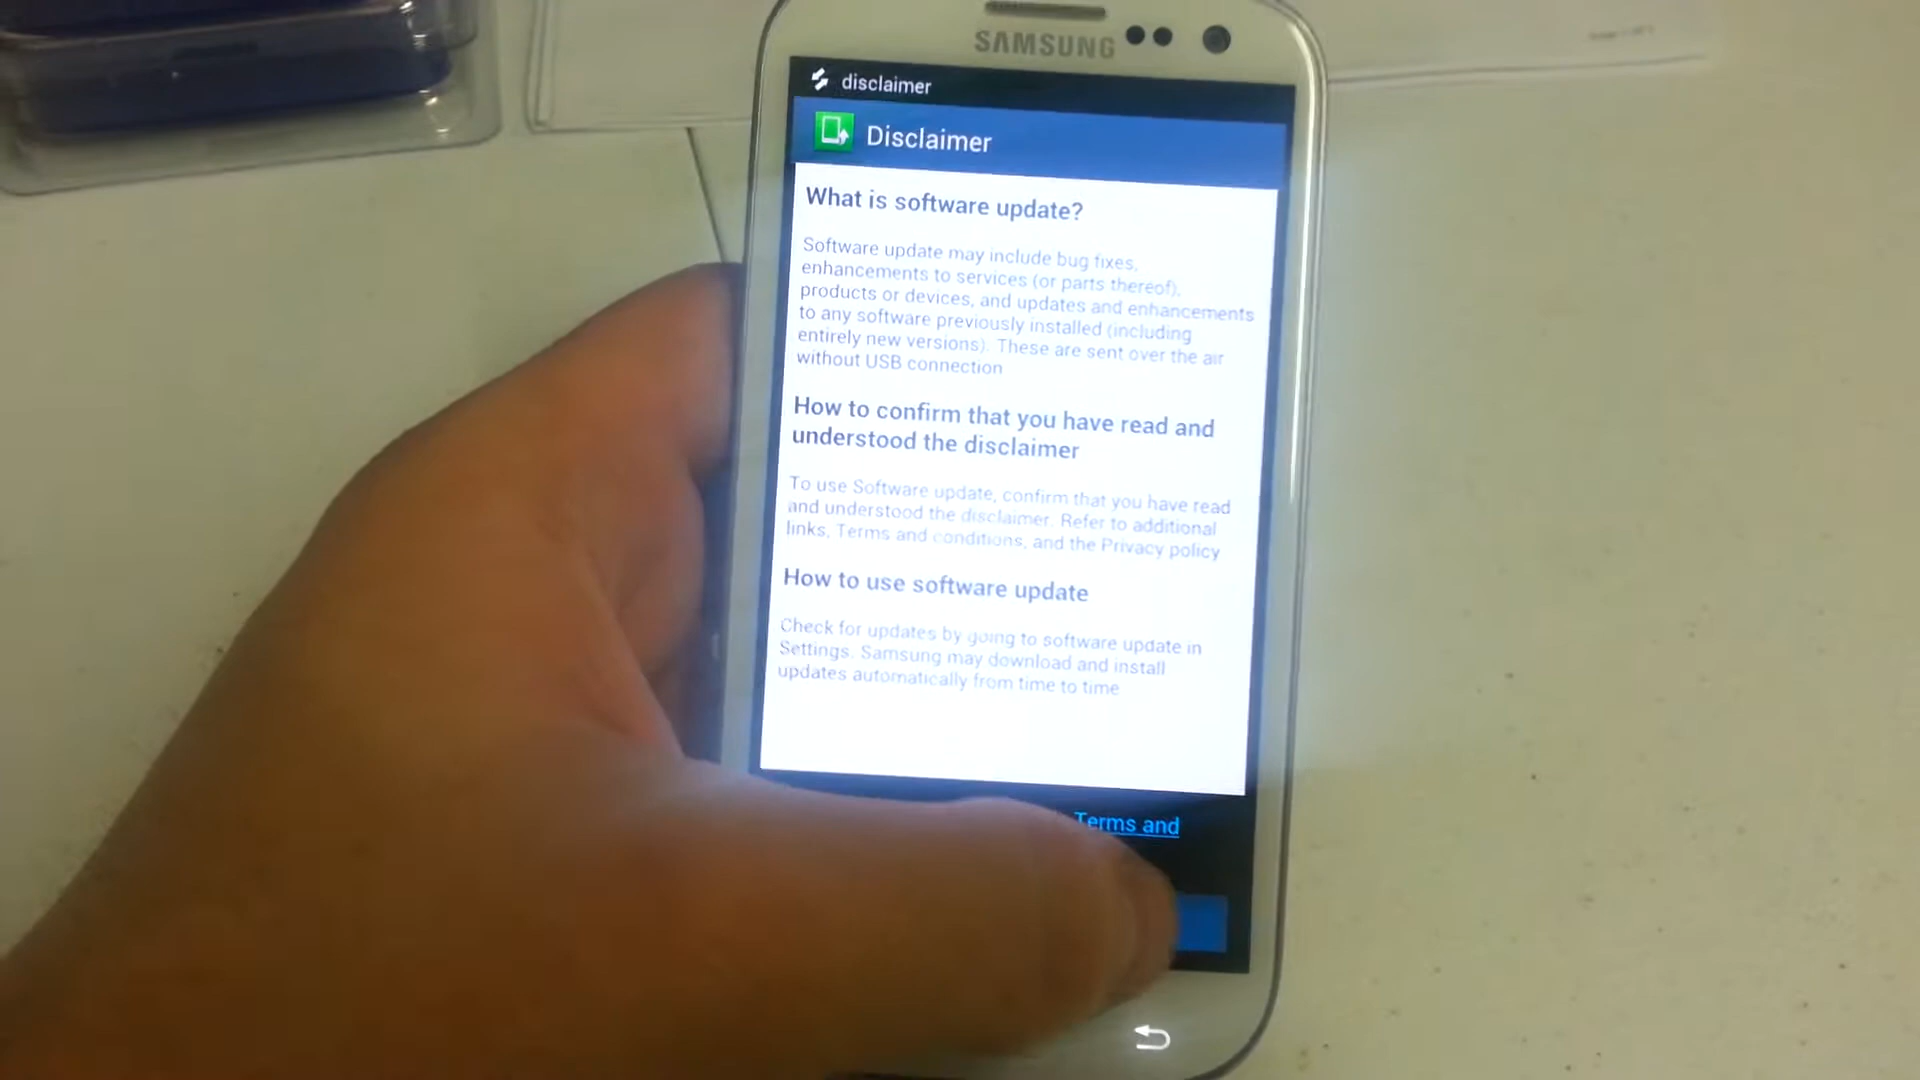 SAMSUNG
disclaimer
Disclaimer
What is software update?
Software update may include bug fixes,
enhancements to services (or parts thereof),
products or devices, and updates and enhancements
to any software previously installed (including
entirely new versions). These are sent over the air
without USB connection
How to confirm that you have read and
understood the disclaimer
To use Software update, confirm that you have read
and understood the disclaimer. Refer to additional
links, Terms and conditions, and the Privacy policy
How to use software update
Check for updates by going to software update in
Settings. Samsung may download and install
updates automatically from time to time
Terms and